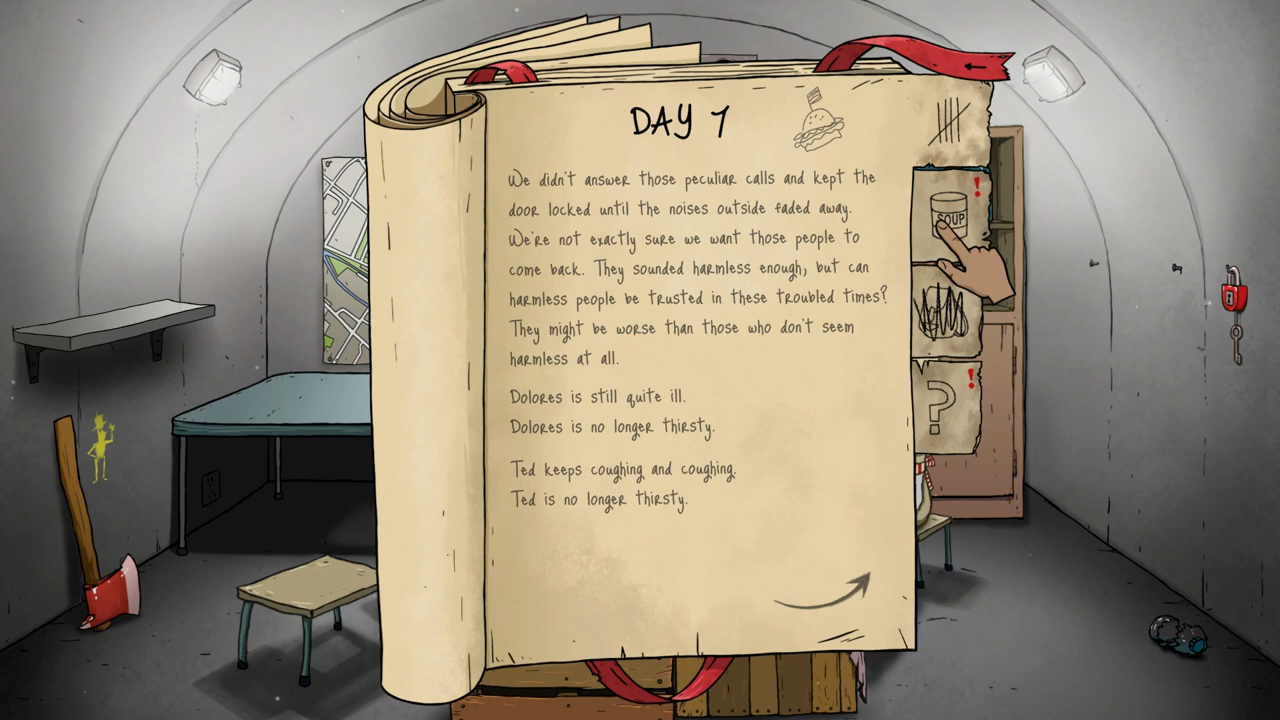 DAY 7
We didn't answer those peculiar calls and kept the
door locked until the noises outside faded away.
We're not exactly sure we want those people to
come back. They sounded harmless enough, but can
harmless people be trusted in these troubled times?
They might be worse than those who don't seem
harmless at all.
Dolores is still quite ill.
Dolores is no longer thirsty.
Ted keeps coughing and coughing.
Ted is no longer thirsty.
!
SOUP
!
?